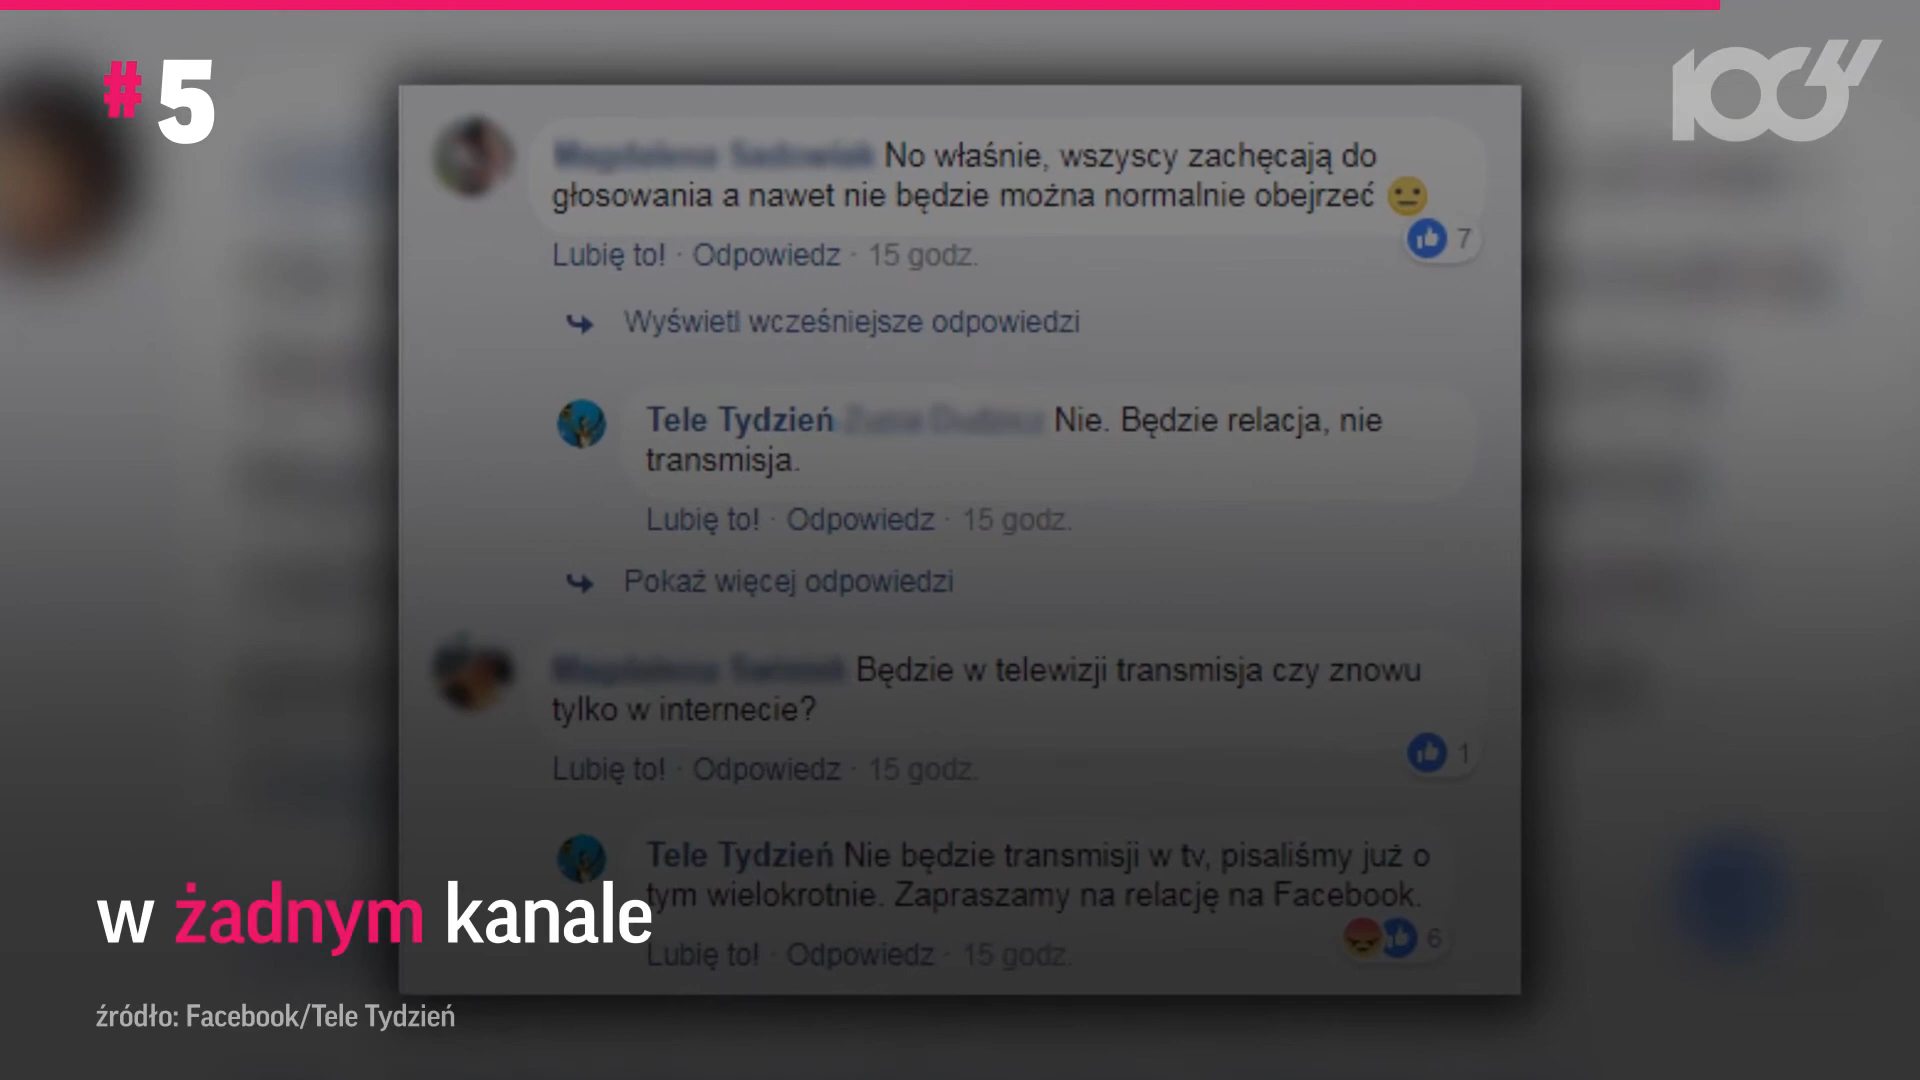 #5
100"
No właśnie, wszyscy zachęcają do
głosowania a nawet nie będzie można normalnie obejrzeć
7
Lubię to! · Odpowiedz · 15 godz.
Wyświetl wcześniejsze odpowiedzi
Tele Tydzień Nie. Będzie relacja, nie
transmisja.
Lubię to! · Odpowiedz · 15 godz.
Pokaż więcej odpowiedzi
Będzie w telewizji transmisja czy znowu
tylko w internecie?
1
Lubię to! · Odpowiedz · 15 godz.
Tele Tydzień Nie będzie transmisji w tv, pisaliśmy już o
tym wielokrotnie. Zapraszamy na relację na Facebook.
6
Lubię to! · Odpowiedz · 15 godz.
w żadnym kanale
źródło: Facebook/Tele Tydzień